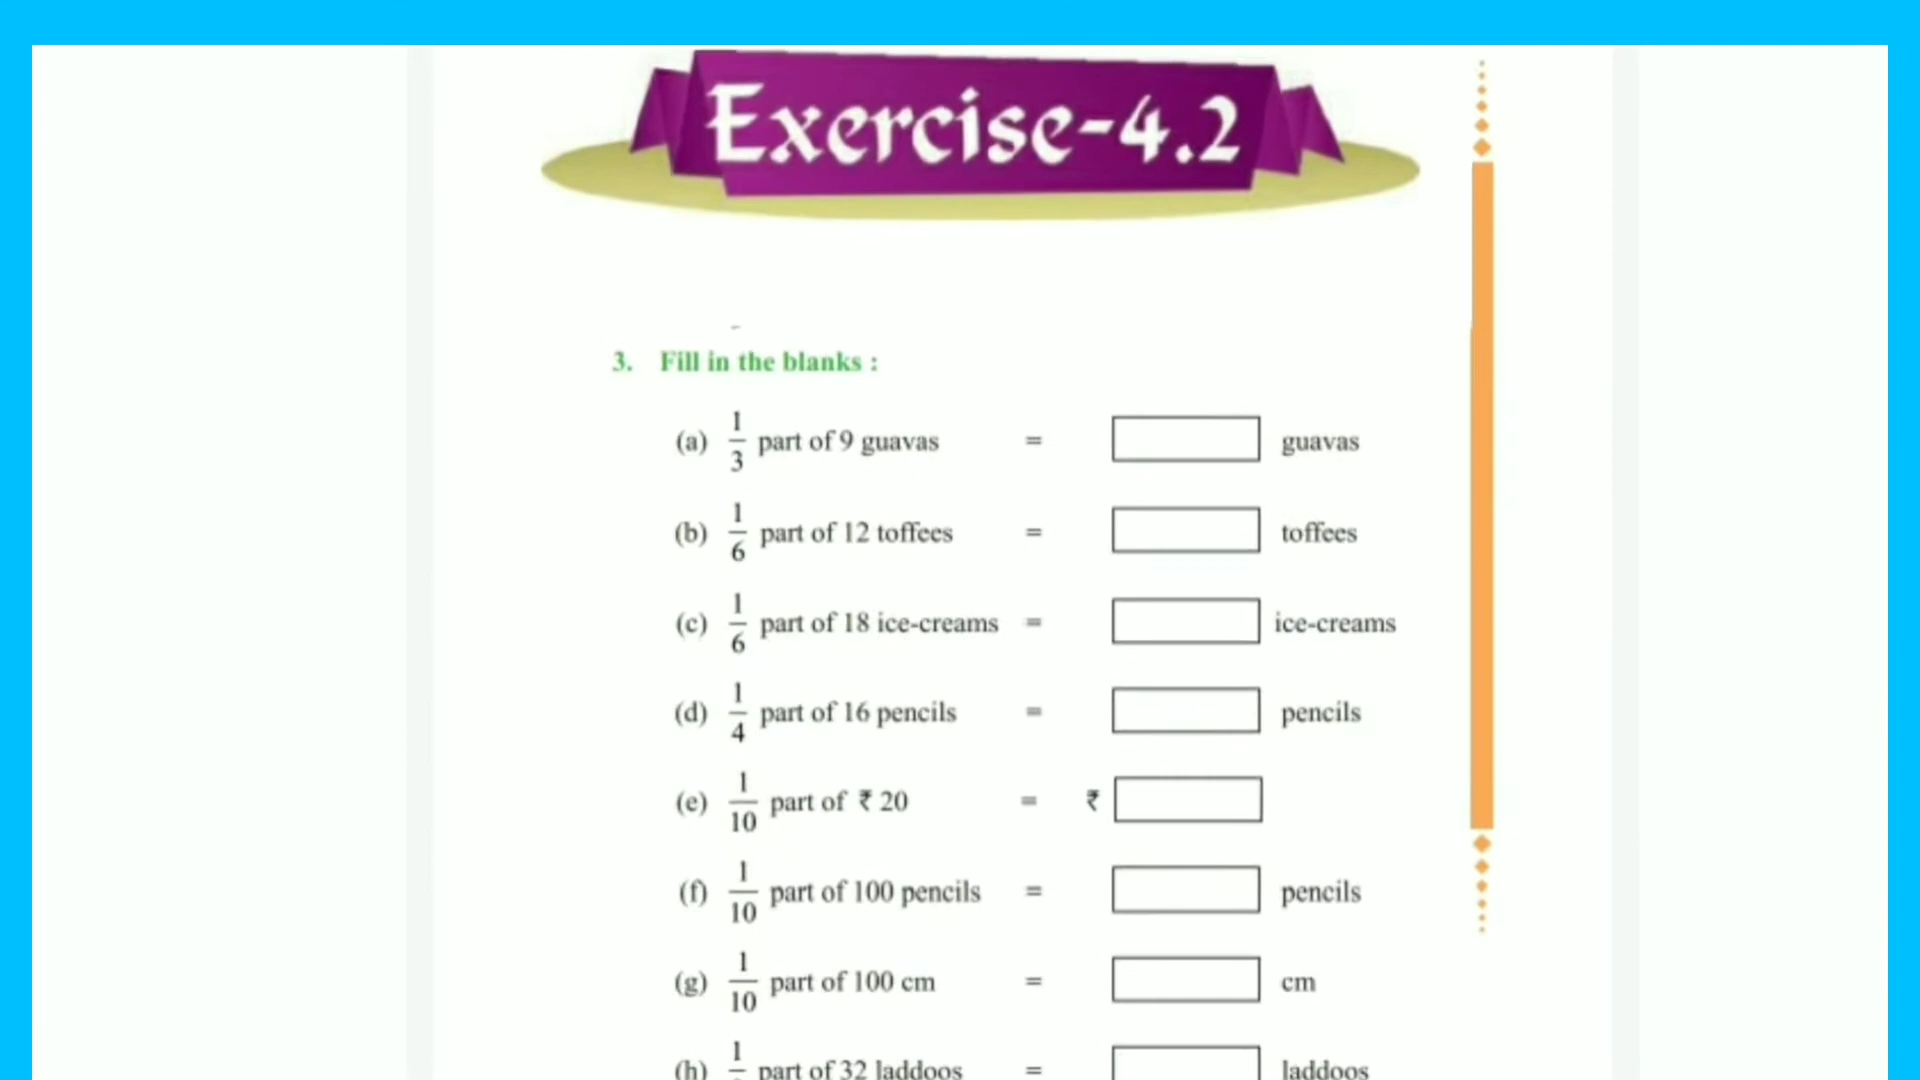 Exercise-4.2
3. Fill in the blanks :
(a) 1/3 part of 9 guavas = guavas
(b) 1/6 part of 12 toffees = toffees
(c) 1/6 part of 18 ice-creams = ice-creams
(d) 1/4 part of 16 pencils = pencils
(e) 1/10 part of ₹ 20 = ₹
(f) 1/10 part of 100 pencils = pencils
(g) 1/10 part of 100 cm = cm
(h) 1 part of 32 laddoos = laddoos